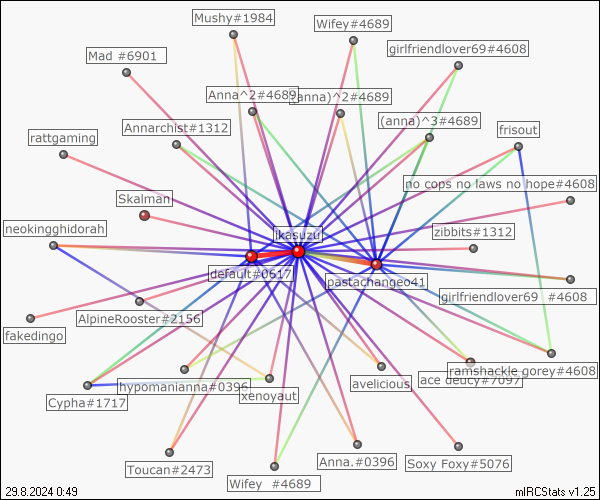 Mushy#1984
Wifey#4689
girlfriendlover69#4608
Mad #6901
Anna^2#4689
(anna)^2#4689
Annarchist#1312
(anna)^3#4689
frisout
rattgaming
no cops no laws no hope#4608
Skalman
neokingghidorah
ikasuzu
zibbits#1312
default#0617
pastachangeo41
girlfriendlover69  #4608
fakedingo
AlpineRooster#2156
ramshackle gorey#4608
hypomanianna#0396
avelicious
ace deucy#7097
Cypha#1717
xenoyaut
Toucan#2473
Anna.#0396
Soxy Foxy#5076
Wifey  #4689
29.8.2024 0:49
mIRCStats v1.25